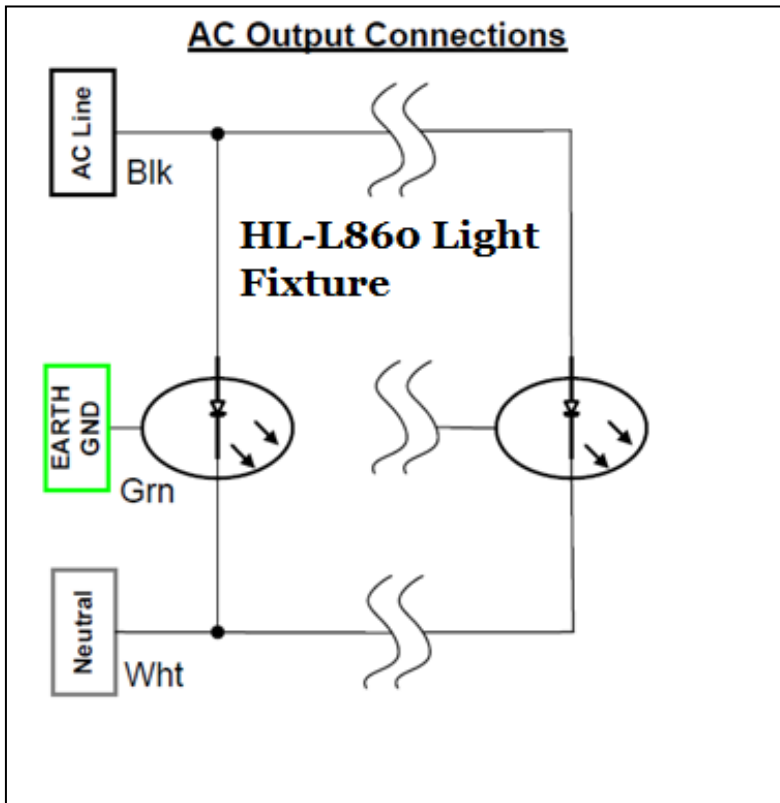 AC Output Connections
AC Line
Blk
HL-L860 Light
Fixture
EARTH
GND
Grn
Neutral
Wht